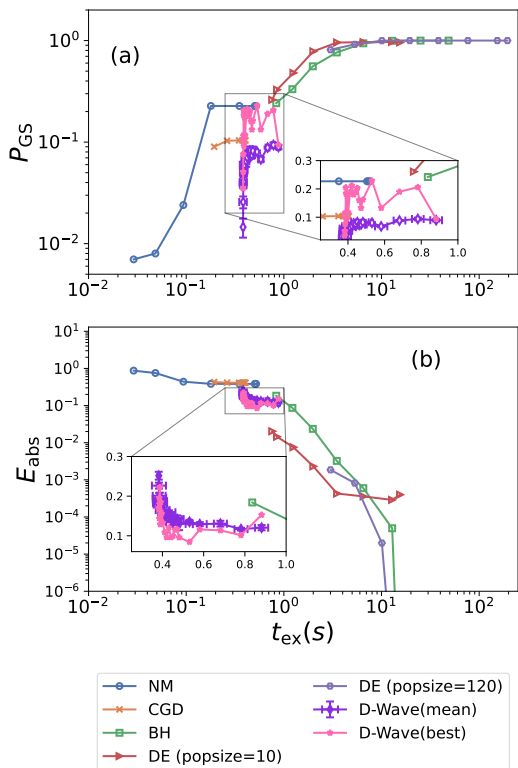 (a)
P_GS
10^0
10^-1
10^-2
0.3
0.2
0.1
0.4 0.6 0.8 1.0
10^-2 10^-1 10^0 10^1 10^2
(b)
E_abs
10^1
10^0
10^-1
10^-2
10^-3
10^-4
10^-5
10^-6
0.3
0.2
0.1
0.4 0.6 0.8 1.0
10^-2 10^-1 10^0 10^1 10^2
t_ex(s)
NM
CGD
BH
DE (popsize=10)
DE (popsize=120)
D-Wave(mean)
D-Wave(best)